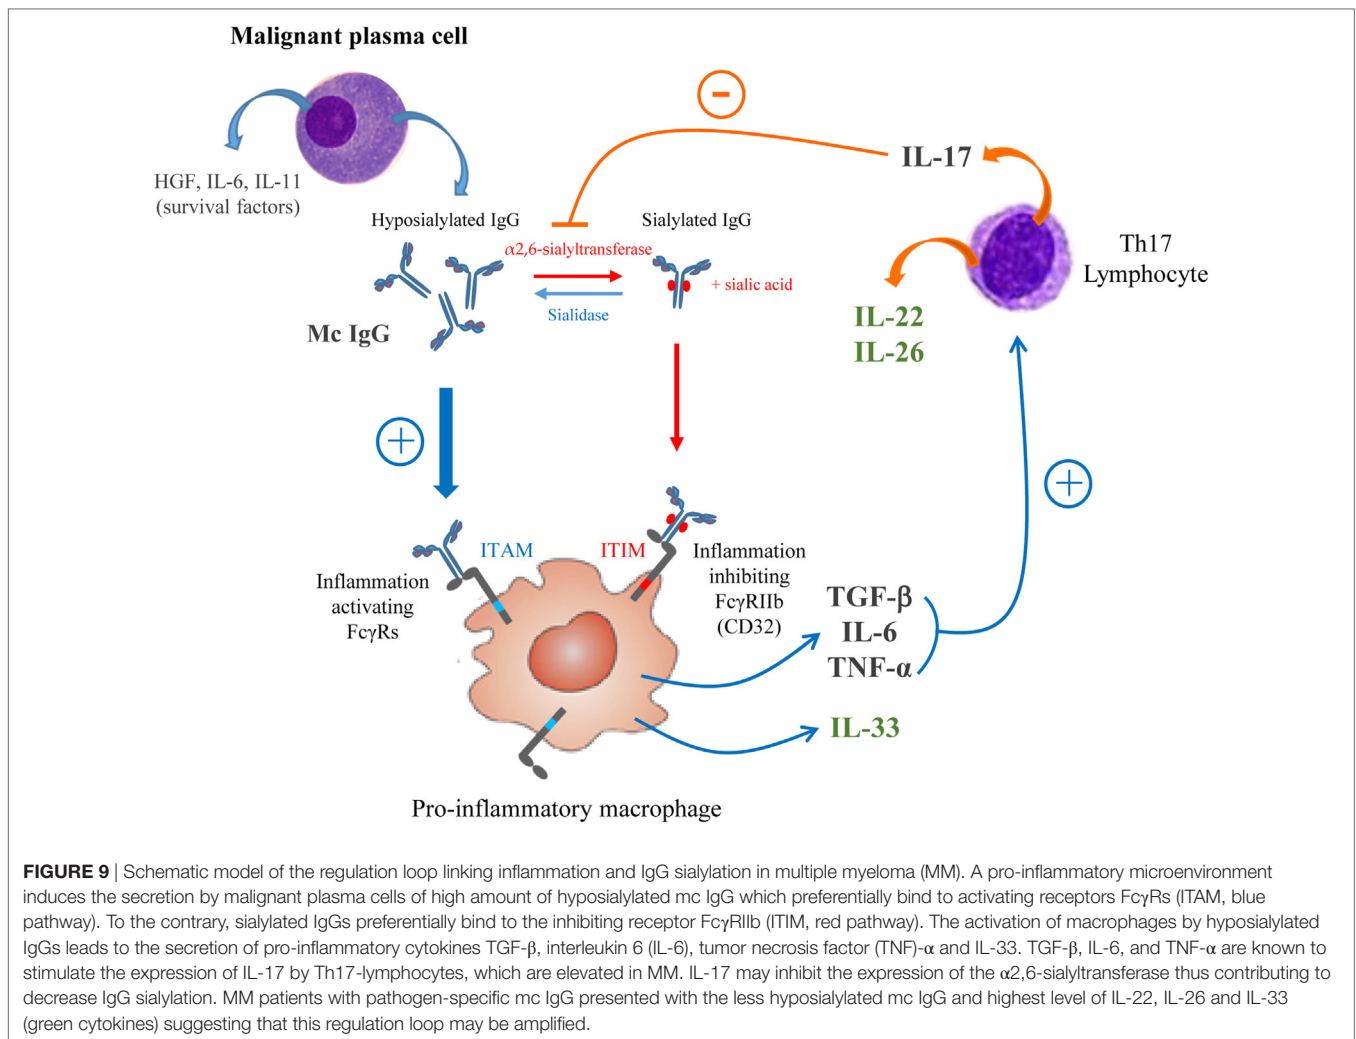 Malignant plasma cell
−
IL-17
HGF, IL-6, IL-11
(survival factors)
Hyposialylated IgG
Sialylated IgG
α2,6-sialyltransferase
+ sialic acid
Sialidase
Mc IgG
Th17
Lymphocyte
IL-22
IL-26
+
+
ITAM
ITIM
Inflammation
activating
FcγRs
Inflammation
inhibiting
FcγRIIb
(CD32)
TGF-β
IL-6
TNF-α
IL-33
Pro-inflammatory macrophage
FIGURE 9 | Schematic model of the regulation loop linking inflammation and IgG sialylation in multiple myeloma (MM). A pro-inflammatory microenvironment
induces the secretion by malignant plasma cells of high amount of hyposialylated mc IgG which preferentially bind to activating receptors FcγRs (ITAM, blue
pathway). To the contrary, sialylated IgGs preferentially bind to the inhibiting receptor FcγRIIb (ITIM, red pathway). The activation of macrophages by hyposialylated
IgGs leads to the secretion of pro-inflammatory cytokines TGF-β, interleukin 6 (IL-6), tumor necrosis factor (TNF)-α and IL-33. TGF-β, IL-6, and TNF-α are known to
stimulate the expression of IL-17 by Th17-lymphocytes, which are elevated in MM. IL-17 may inhibit the expression of the α2,6-sialyltransferase thus contributing to
decrease IgG sialylation. MM patients with pathogen-specific mc IgG presented with the less hyposialylated mc IgG and highest level of IL-22, IL-26 and IL-33
(green cytokines) suggesting that this regulation loop may be amplified.